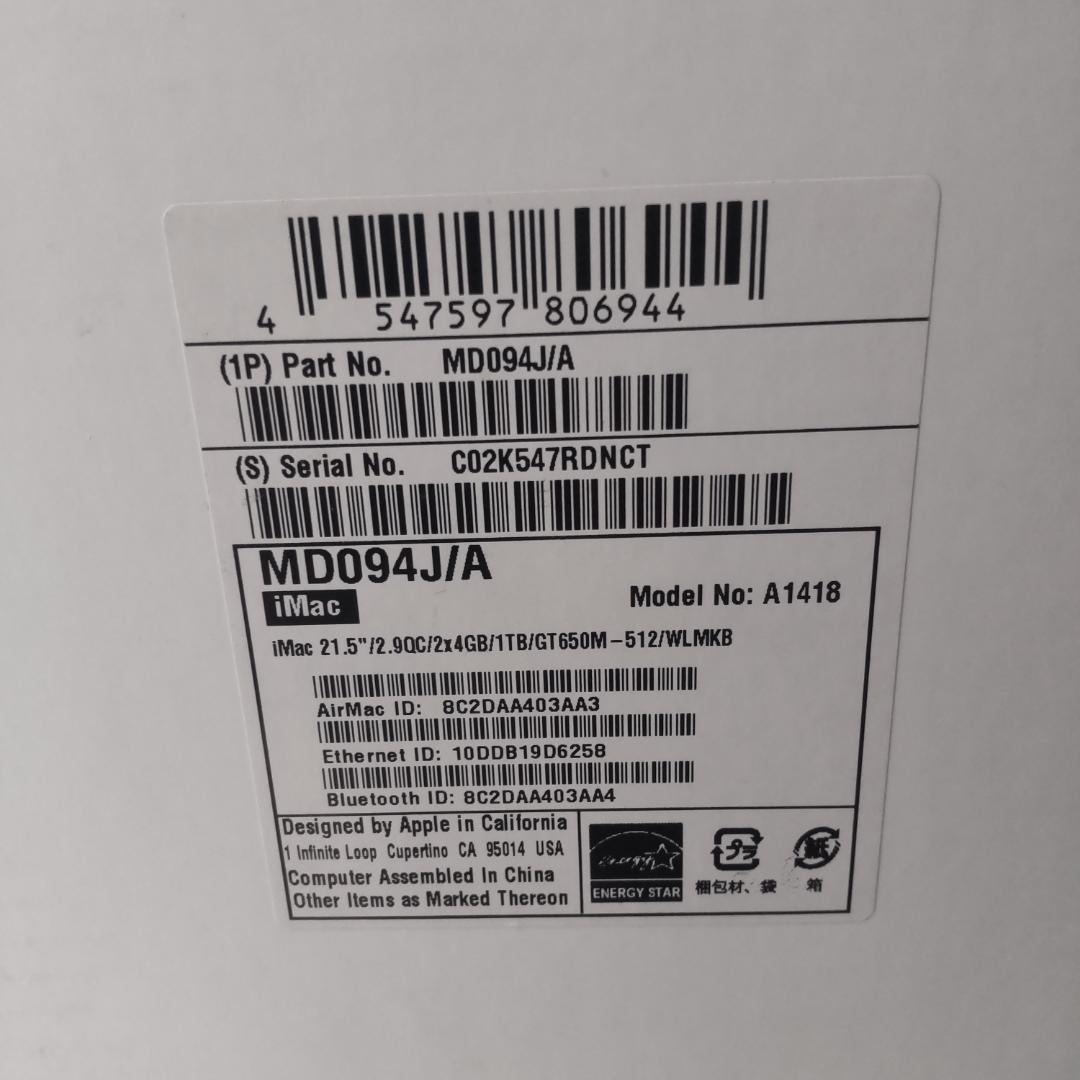 4 547597 806944
(1P) Part No. MD094J/A
(S) Serial No. C02K547RDNCT
MD094J/A
iMac
Model No: A1418
iMac 21.5"/2.9QC/2x4GB/1TB/GT650M-512/WLMKB
AirMac ID: 8C2DAA403AA3
Ethernet ID: 10DDB19D6258
Bluetooth ID: 8C2DAA403AA4
Designed by Apple in California
1 Infinite Loop Cupertino CA 95014 USA
Computer Assembled In China
Other Items as Marked Thereon
energy
ENERGY STAR
プラ
紙
梱包材、袋
箱